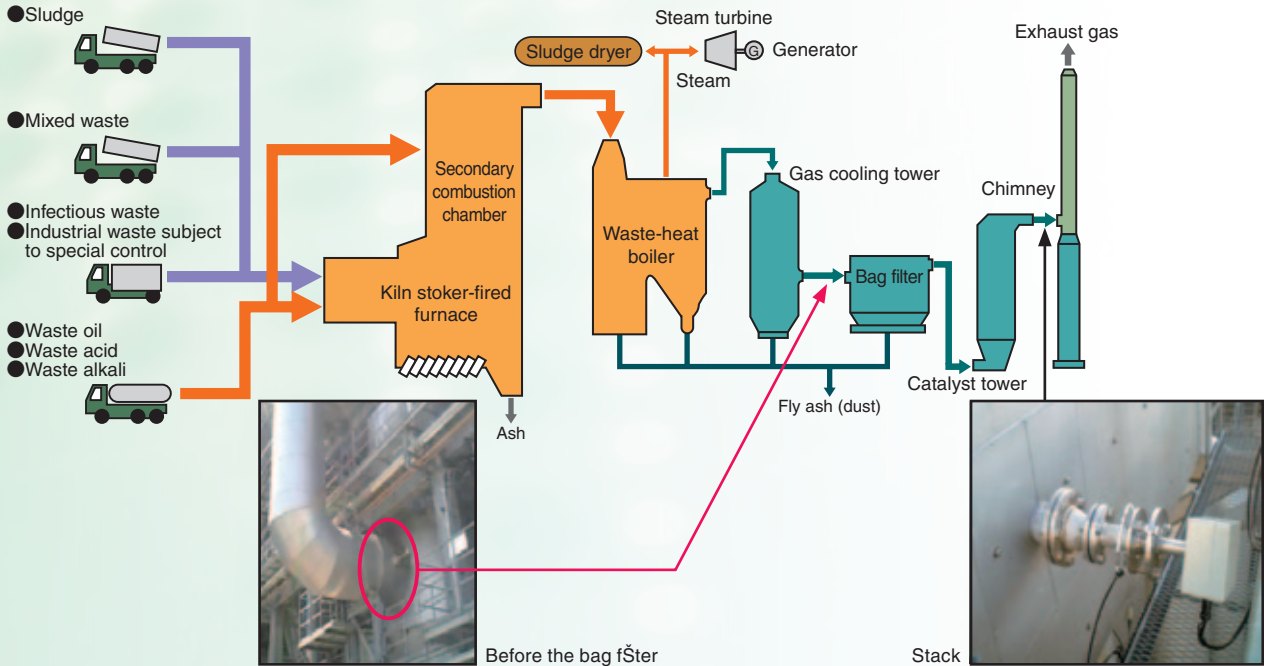 ●Sludge
●Mixed waste
●Infectious waste
●Industrial waste subject
to special control
●Waste oil
●Waste acid
●Waste alkali
Sludge dryer
Steam turbine
G
Generator
Steam
Secondary
combustion
chamber
Kiln stoker-fired
furnace
Ash
Waste-heat
boiler
Gas cooling tower
Bag filter
Fly ash (dust)
Catalyst tower
Chimney
Exhaust gas
Before the bag fŠter
Stack